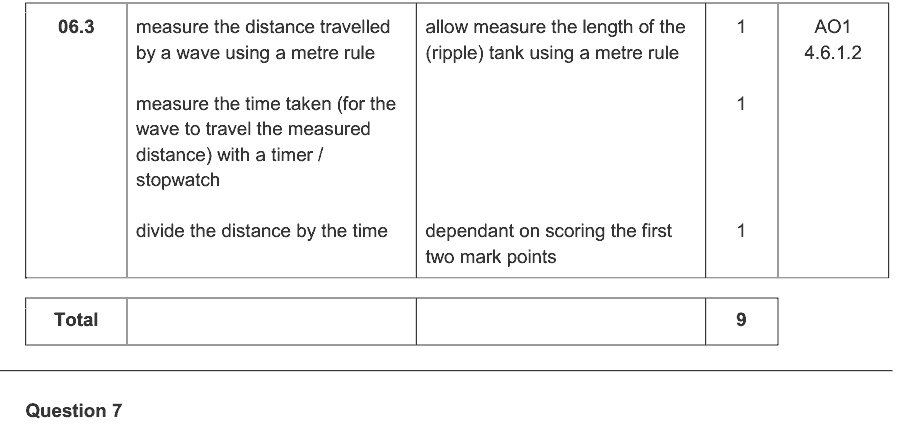 06.3
measure the distance travelled
by a wave using a metre rule
allow measure the length of the
(ripple) tank using a metre rule
1
AO1
4.6.1.2
measure the time taken (for the
wave to travel the measured
distance) with a timer /
stopwatch
1
divide the distance by the time
dependant on scoring the first
two mark points
1
Total
9
Question 7